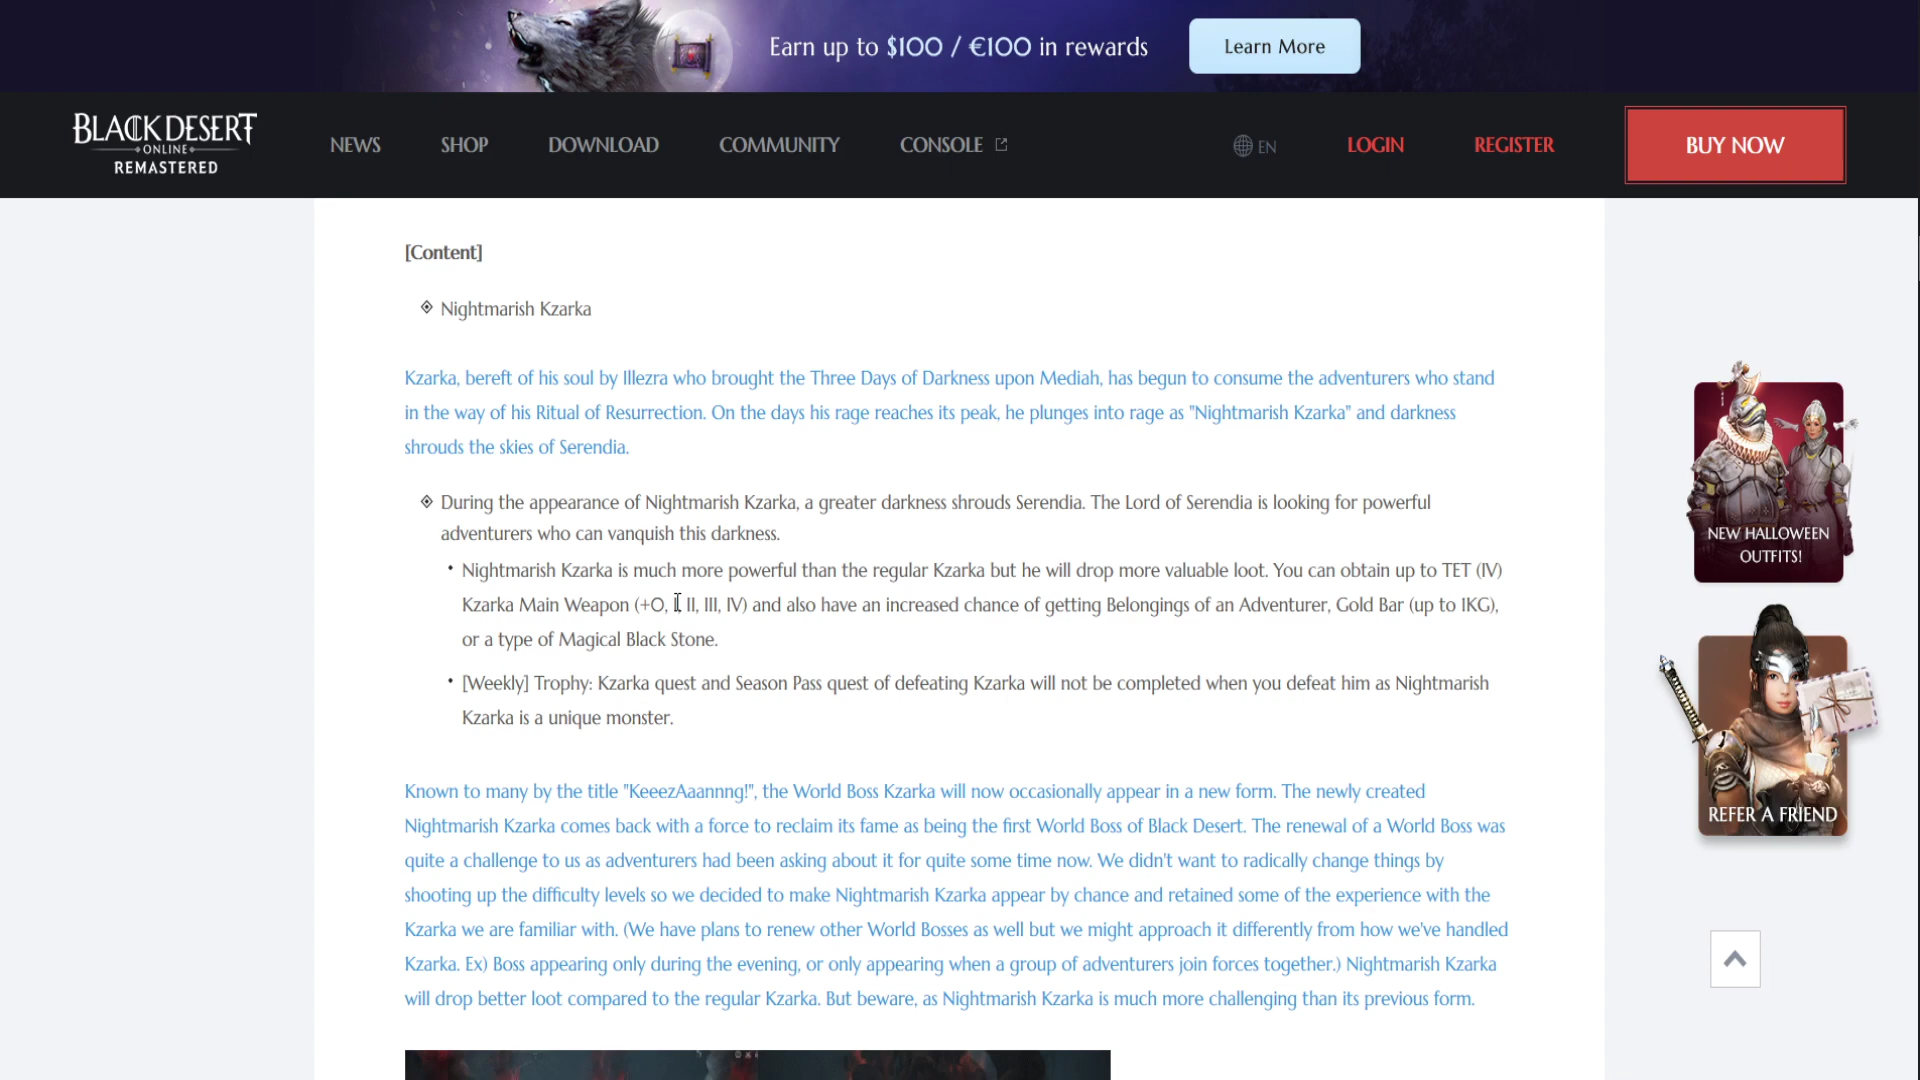 Earn up to $100 / €100 in rewards
Learn More
BLACK DESERT
ONLINE
REMASTERED
NEWS
SHOP
DOWNLOAD
COMMUNITY
CONSOLE
EN
LOGIN
REGISTER
BUY NOW
[Content]
Nightmarish Kzarka
Kzarka, bereft of his soul by Illezra who brought the Three Days of Darkness upon Mediah, has begun to consume the adventurers who stand
in the way of his Ritual of Resurrection. On the days his rage reaches its peak, he plunges into rage as "Nightmarish Kzarka" and darkness
shrouds the skies of Serendia.
During the appearance of Nightmarish Kzarka, a greater darkness shrouds Serendia. The Lord of Serendia is looking for powerful
adventurers who can vanquish this darkness.
• Nightmarish Kzarka is much more powerful than the regular Kzarka but he will drop more valuable loot. You can obtain up to TET (IV)
Kzarka Main Weapon (+O, I, II, III, IV) and also have an increased chance of getting Belongings of an Adventurer, Gold Bar (up to 1KG),
or a type of Magical Black Stone.
• [Weekly] Trophy: Kzarka quest and Season Pass quest of defeating Kzarka will not be completed when you defeat him as Nightmarish
Kzarka is a unique monster.
Known to many by the title "KeeezAaannng!", the World Boss Kzarka will now occasionally appear in a new form. The newly created
Nightmarish Kzarka comes back with a force to reclaim its fame as being the first World Boss of Black Desert. The renewal of a World Boss was
quite a challenge to us as adventurers had been asking about it for quite some time now. We didn't want to radically change things by
shooting up the difficulty levels so we decided to make Nightmarish Kzarka appear by chance and retained some of the experience with the
Kzarka we are familiar with. (We have plans to renew other World Bosses as well but we might approach it differently from how we've handled
Kzarka. Ex) Boss appearing only during the evening, or only appearing when a group of adventurers join forces together.) Nightmarish Kzarka
will drop better loot compared to the regular Kzarka. But beware, as Nightmarish Kzarka is much more challenging than its previous form.
NEW HALLOWEEN
OUTFITS!
REFER A FRIEND